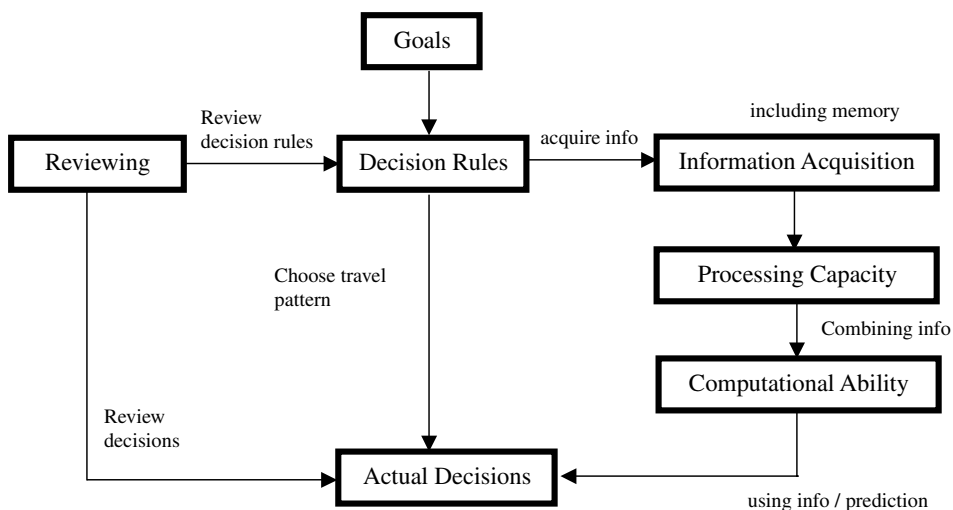 Goals
Review
decision rules
including memory
acquire info
Reviewing
Decision Rules
Information Acquisition
Choose travel
pattern
Processing Capacity
Combining info
Computational Ability
Review
decisions
Actual Decisions
using info / prediction